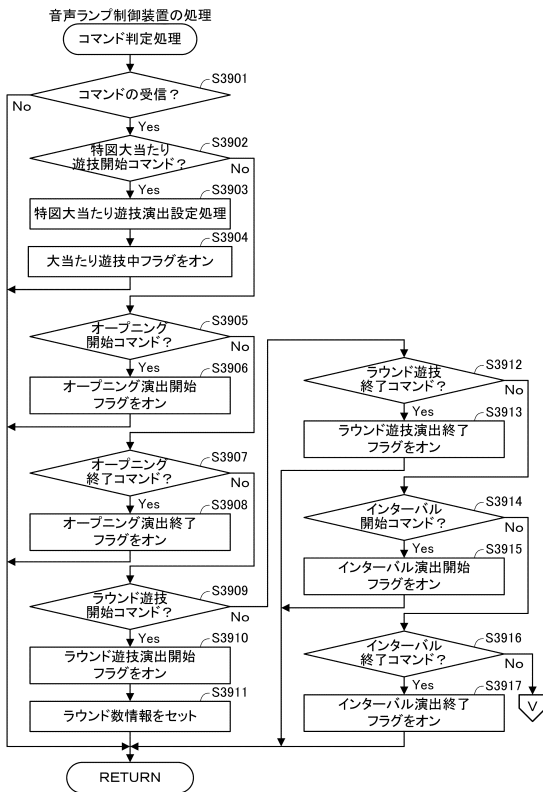 音声ランプ制御装置の処理
コマンド判定処理
S3901
コマンドの受信？
No
Yes
S3902
特図大当たり
遊技開始コマンド？
No
Yes
S3903
特図大当たり遊技演出設定処理
S3904
大当たり遊技中フラグをオン
S3905
オープニング
開始コマンド？
No
Yes
S3906
オープニング演出開始
フラグをオン
S3907
オープニング
終了コマンド？
No
Yes
S3908
オープニング演出終了
フラグをオン
S3909
ラウンド遊技
開始コマンド？
No
Yes
S3910
ラウンド遊技演出開始
フラグをオン
S3911
ラウンド数情報をセット
RETURN
S3912
ラウンド遊技
終了コマンド？
No
Yes
S3913
ラウンド遊技演出終了
フラグをオン
S3914
インターバル
開始コマンド？
No
Yes
S3915
インターバル演出開始
フラグをオン
S3916
インターバル
終了コマンド？
No
Yes
S3917
インターバル演出終了
フラグをオン
V